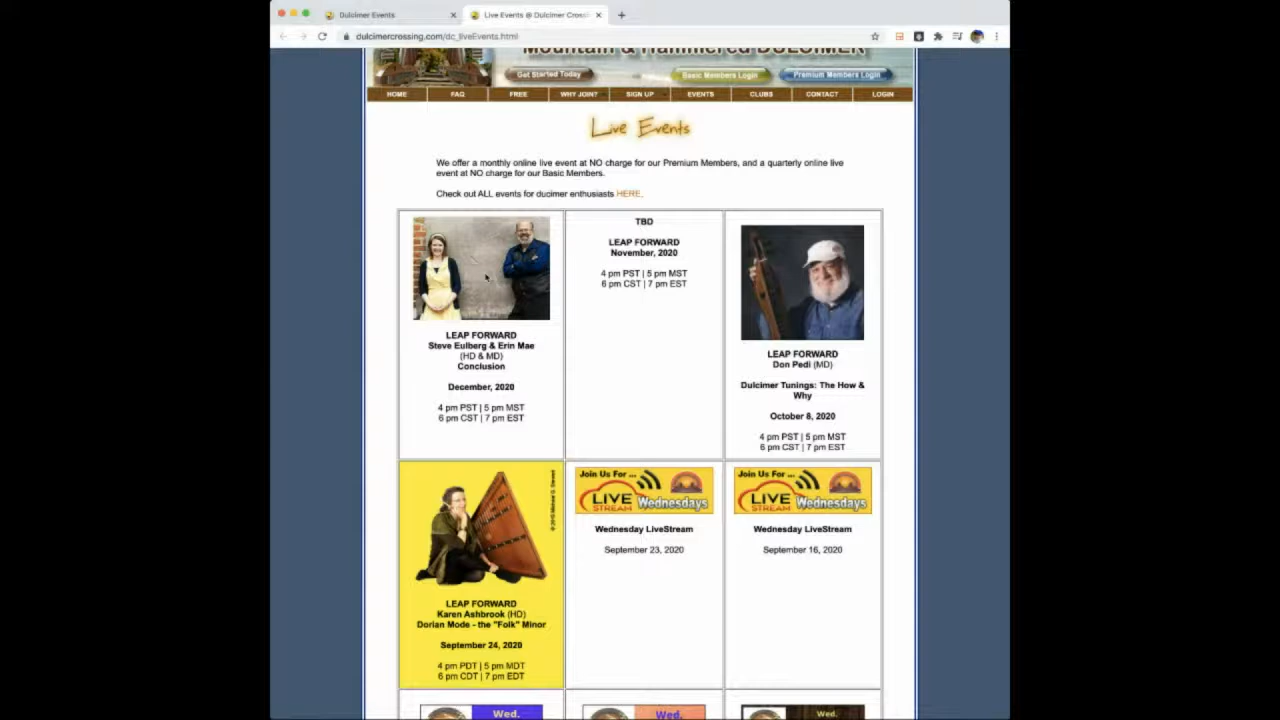 Dulcimer Events
Live Events @ Dulcimer Cross
dulcimercrossing.com/dc_liveEvents.html
Mountain & Hammered DULCIMER
Get Started Today
Basic Members Login
Premium Members Login
HOME
FAQ
FREE
WHY JOIN?
SIGN UP
EVENTS
CLUBS
CONTACT
LOGIN
Live Events
We offer a monthly online live event at NO charge for our Premium Members, and a quarterly online live
event at NO charge for our Basic Members.
Check out ALL events for ducimer enthusiasts HERE.
LEAP FORWARD
Steve Eulberg & Erin Mae
(HD & MD)
Conclusion
December, 2020
4 pm PST | 5 pm MST
6 pm CST | 7 pm EST
TBD
LEAP FORWARD
November, 2020
4 pm PST | 5 pm MST
6 pm CST | 7 pm EST
LEAP FORWARD
Don Pedi (MD)
Dulcimer Tunings: The How &
Why
October 8, 2020
4 pm PST | 5 pm MST
6 pm CST | 7 pm EST
LEAP FORWARD
Karen Ashbrook (HD)
Dorian Mode - the "Folk" Minor
September 24, 2020
4 pm PDT | 5 pm MDT
6 pm CDT | 7 pm EDT
Join Us For ...
LIVE
STREAM
Wednesdays
Wednesday LiveStream
September 23, 2020
Join Us For ...
LIVE
STREAM
Wednesdays
Wednesday LiveStream
September 16, 2020
Wed.
Wed.
Wed.